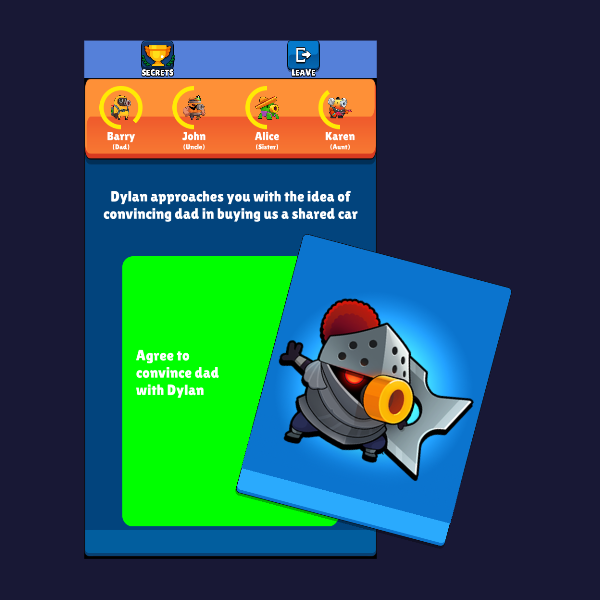 SECRETS
LEAVE
Barry
(Dad)
John
(Uncle)
Alice
(Sister)
Karen
(Aunt)
Dylan approaches you with the idea of
convincing dad in buying us a shared car
Agree to
convince dad
with Dylan